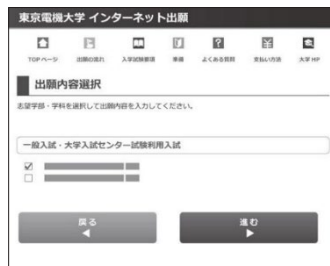 東京電機大学 インターネット出願
TOPページ 出願の流れ 入学試験要項 準備 よくある質問 支払い方法 大学HP
出願内容選択
志望学部・学科を選択して出願内容を入力してください。
一般入試・大学入試センター試験利用入試
戻る 進む